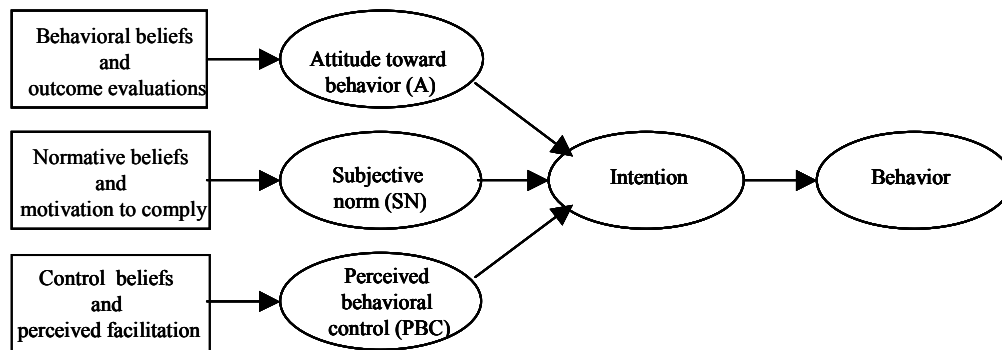 Behavioral beliefs
and
outcome evaluations
Attitude toward
behavior (A)
Normative beliefs
and
motivation to comply
Subjective
norm (SN)
Intention
Behavior
Control beliefs
and
perceived facilitation
Perceived
behavioral
control (PBC)